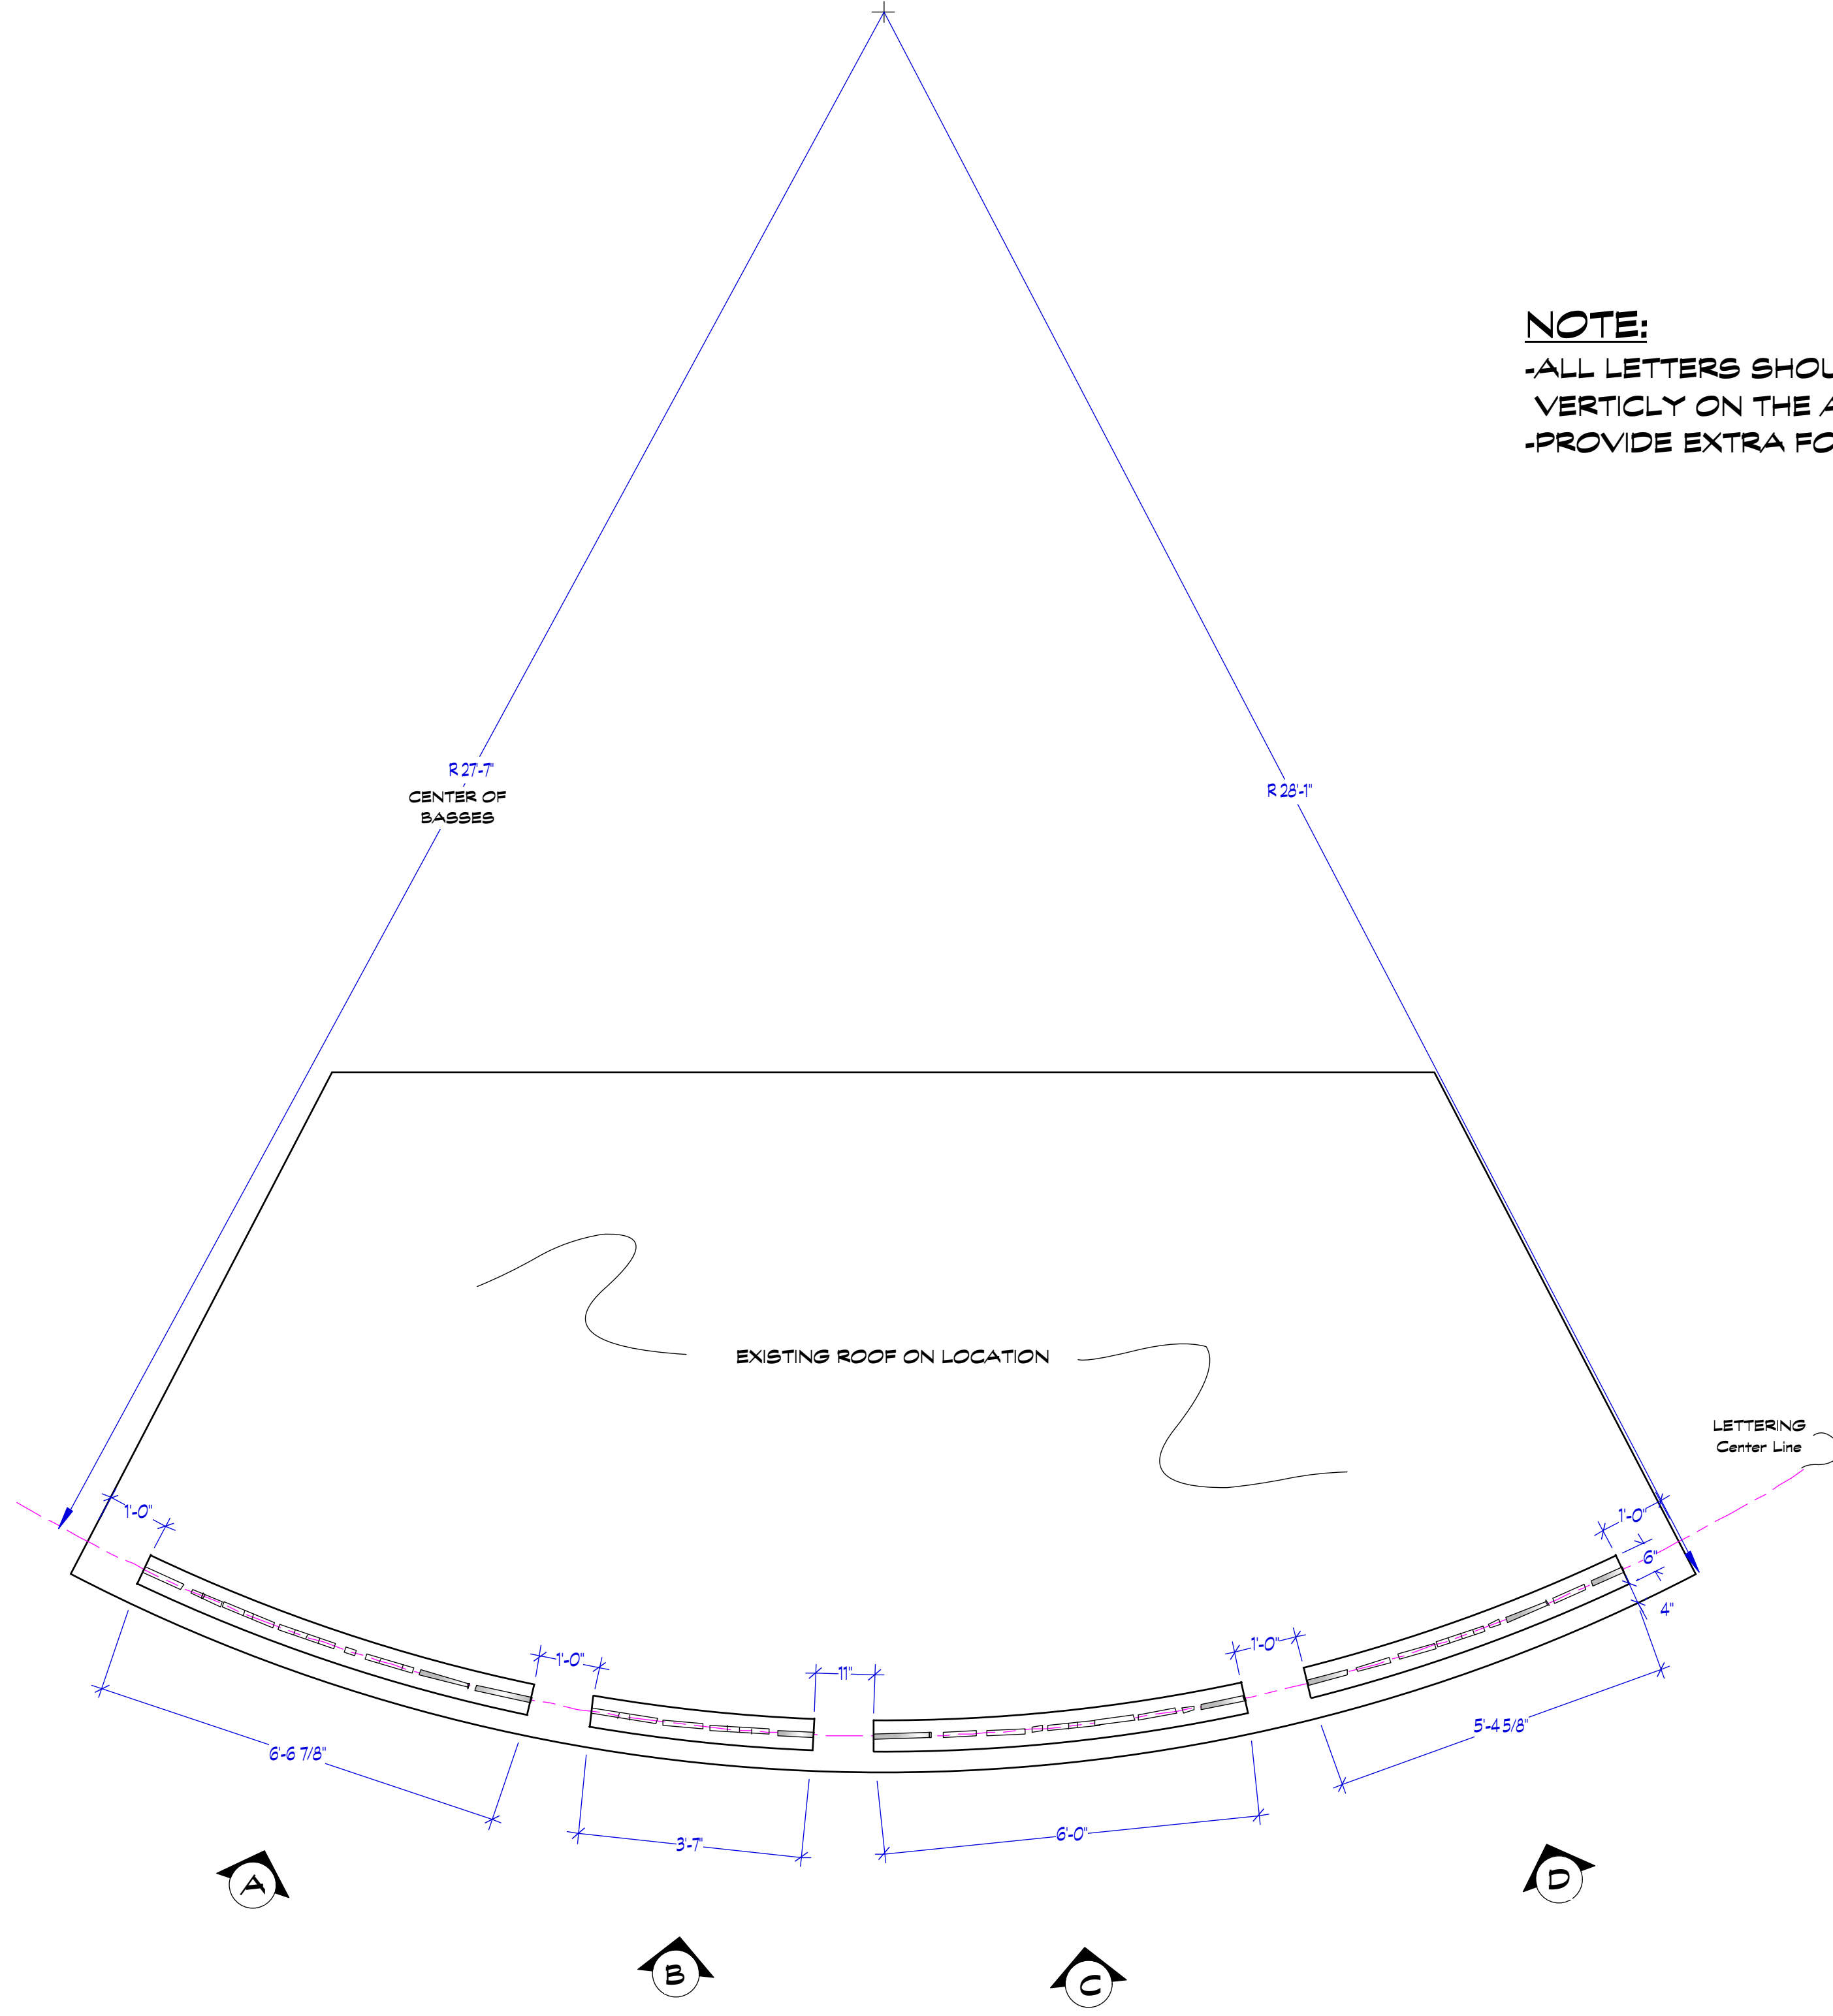 NOTE:
-ALL LETTERS SHOU
VERTICLY ON THE A
-PROVIDE EXTRA FO
R 27'-7"
CENTER OF
BASSES
R 28'-1"
EXISTING ROOF ON LOCATION
LETTERING
Center Line
1'-0"
1'-0"
6"
4"
1'-0"
11"
1'-0"
6'-6 7/8"
3'-7"
6'-0"
5'-4 5/8"
A
B
C
D